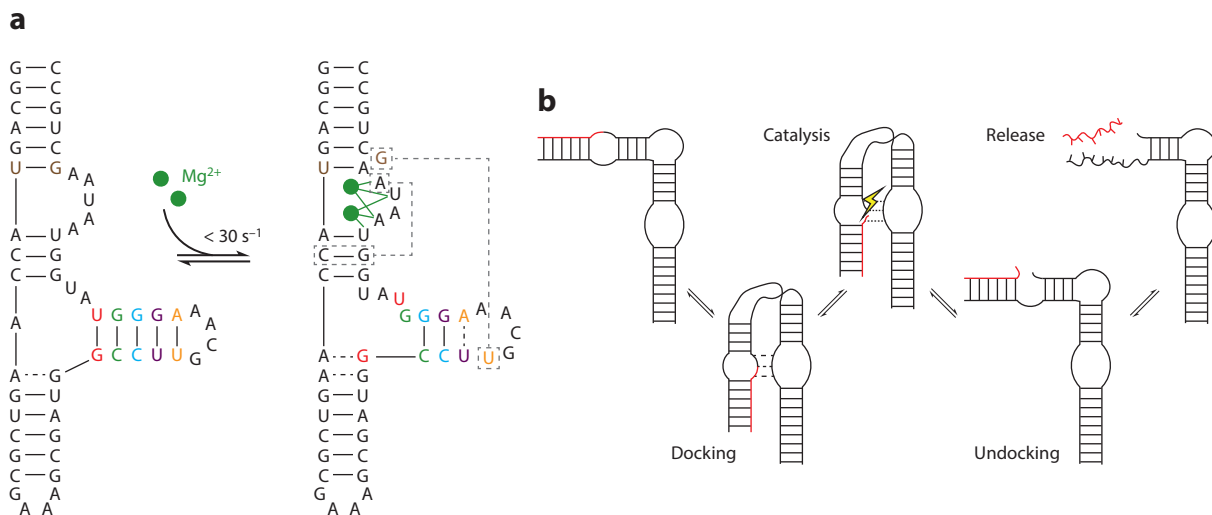 a
G C
G C
C G
A U
G C
U G A A
U
A
A U A
C G
C G
U A
U G G G A A A
C
G C C U U G
A
A G
G U
U A
C G
G C
C G
G A
A A
Mg2+
< 30 s⁻¹
G C
G C
C G
A U
G C
U A G
A U
A
A
A U
C G
C G
U A U
G G G A A A
C
A G C C U U G
A G
G U
U A
C G
G C
C G
G A
A A
b
Catalysis
Release
Docking
Undocking